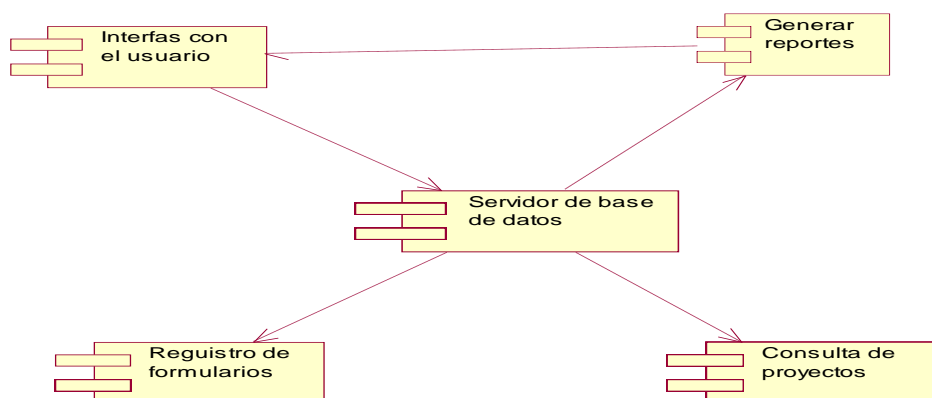 Interfas con
el usuario
Generar
reportes
Servidor de base
de datos
Reguistro de
formularios
Consulta de
proyectos